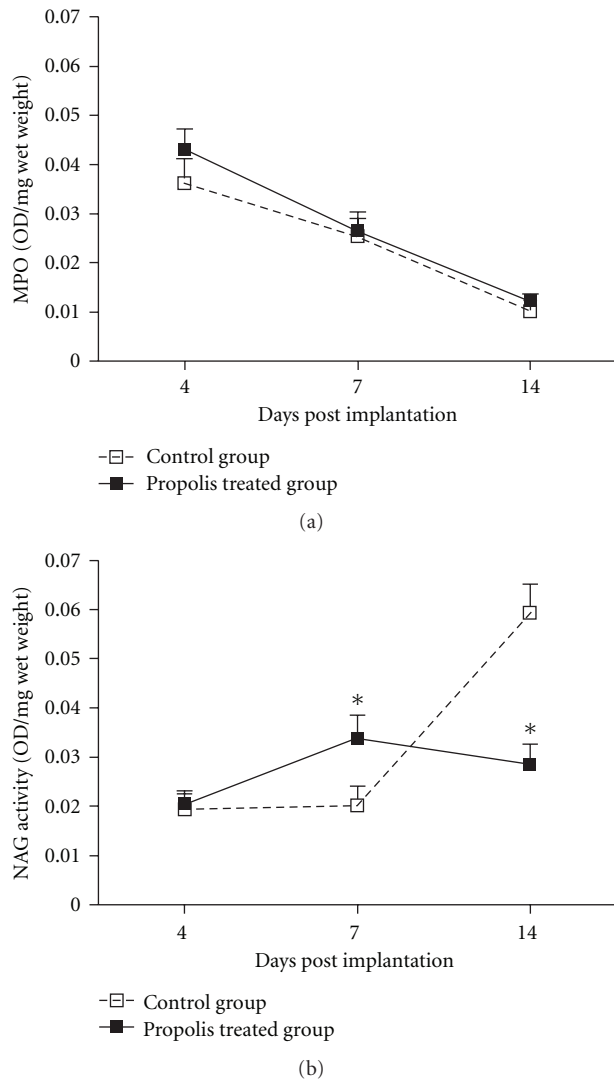 0.07
0.06
0.05
0.04
0.03
0.02
0.01
0
MPO (OD/mg wet weight)
4 7 14
Days post implantation
Control group
Propolis treated group
(a)
0.07
0.06
0.05
0.04
0.03
0.02
0.01
0
NAG activity (OD/mg wet weight)
* *
4 7 14
Days post implantation
Control group
Propolis treated group
(b)